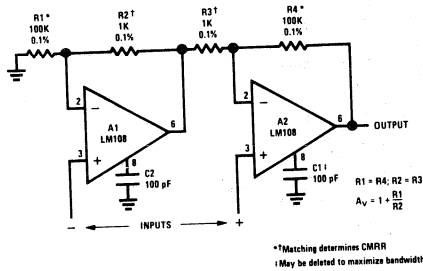 R1* R2† R3† R4*
100K 1K 1K 100K
0.1% 0.1% 0.1% 0.1%
2 − 6 2 − 6
A1 A2 OUTPUT
LM108 LM108
3 + 8 3 + 8
C2 C1‡
100 pF 100 pF
R1 = R4; R2 = R3
AV = 1 + R1
R2
− INPUTS +
*†Matching determines CMRR
‡May be deleted to maximize bandwidth